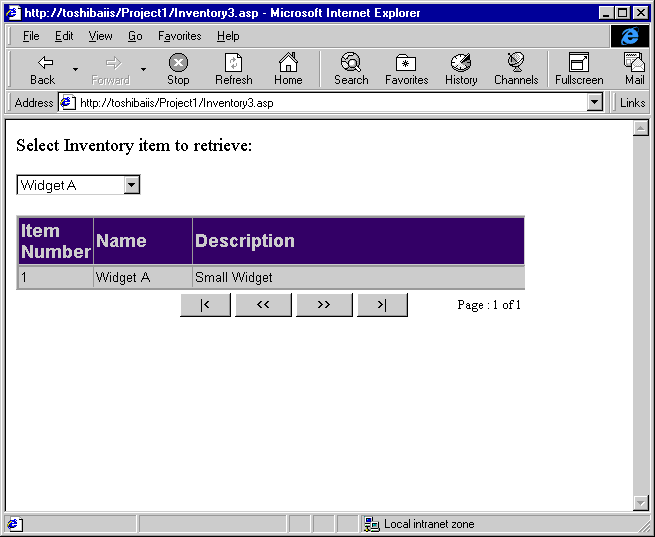 http://toshibaiis/Project1/Inventory3.asp - Microsoft Internet Explorer
File Edit View Go Favorites Help
Back Forward Stop Refresh Home Search Favorites History Channels Fullscreen Mail
Address http://toshibaiis/Project1/Inventory3.asp Links
Select Inventory item to retrieve:
Widget A
Item Number Name Description
1 Widget A Small Widget
|< << >> >| Page : 1 of 1
Local intranet zone